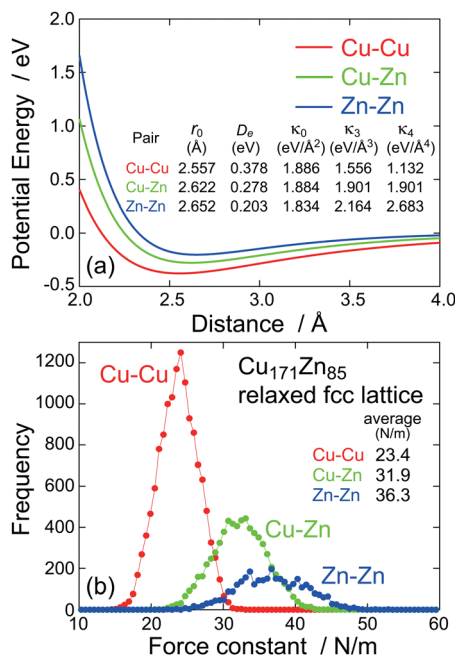 Potential Energy / eV
2.0
1.5
1.0
0.5
0.0
-0.5
Cu-Cu
Cu-Zn
Zn-Zn
Pair r0 (Å) De (eV) κ0 (eV/Å²) κ3 (eV/Å³) κ4 (eV/Å⁴)
Cu-Cu 2.557 0.378 1.886 1.556 1.132
Cu-Zn 2.622 0.278 1.884 1.901 1.901
Zn-Zn 2.652 0.203 1.834 2.164 2.683
(a)
2.0 2.5 3.0 3.5 4.0
Distance / Å
Frequency
1200
1000
800
600
400
200
0
Cu-Cu
Cu171Zn85
relaxed fcc lattice
average
(N/m)
Cu-Cu 23.4
Cu-Zn 31.9
Zn-Zn 36.3
Cu-Zn
Zn-Zn
(b)
10 20 30 40 50 60
Force constant / N/m